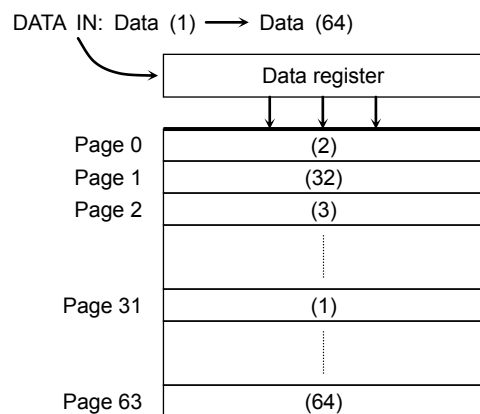 DATA IN: Data (1) → Data (64)
Data register
Page 0 (2)
Page 1 (32)
Page 2 (3)
Page 31 (1)
Page 63 (64)